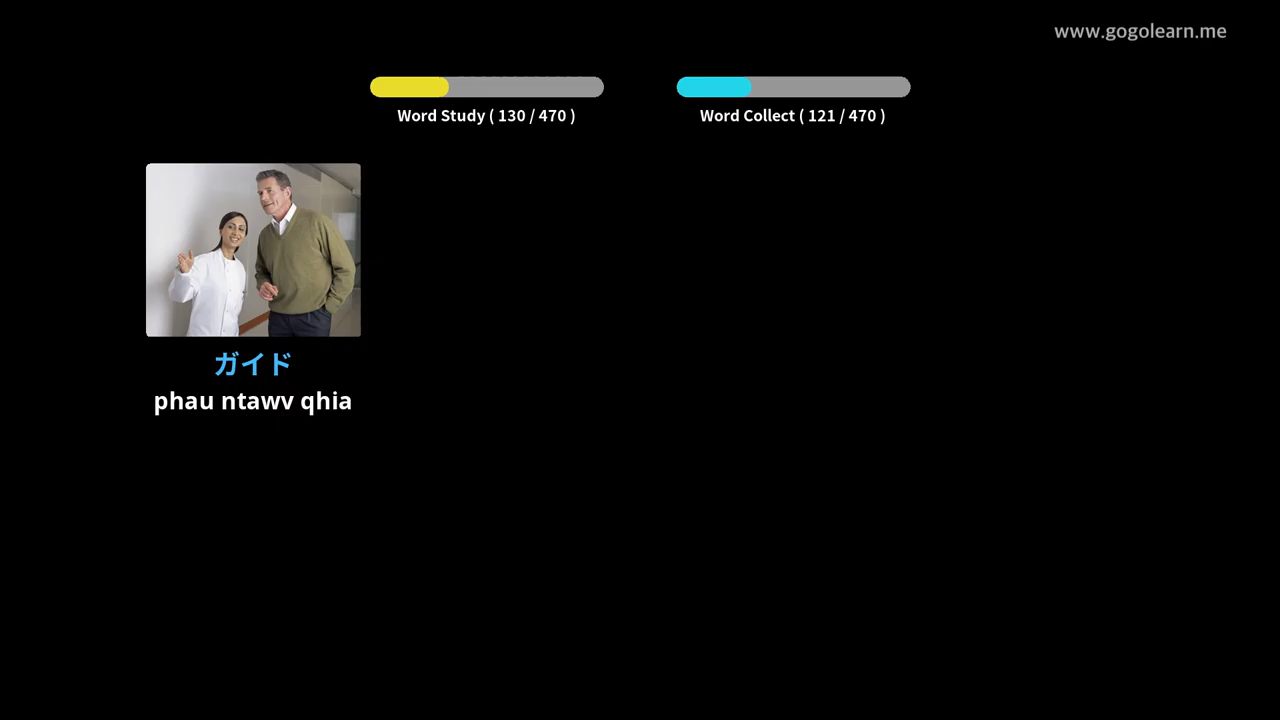 www.gogolearn.me
Word Study ( 130 / 470 )
Word Collect ( 121 / 470 )
ガイド
phau ntawv qhia